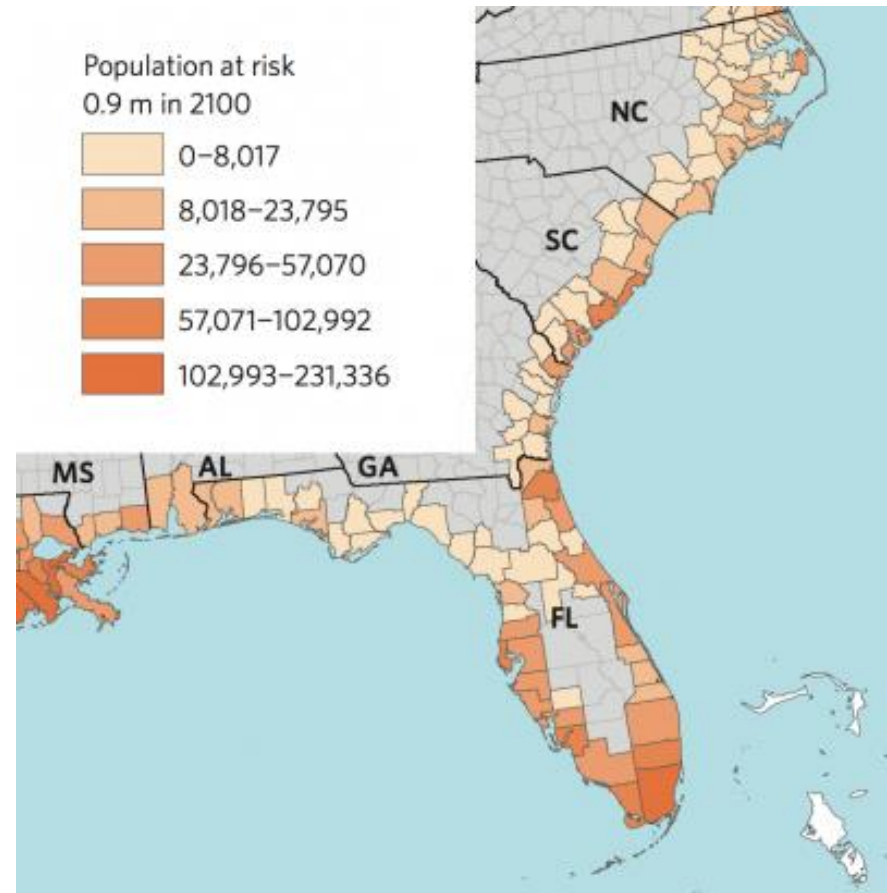 Population at risk
0.9 m in 2100
0–8,017
8,018–23,795
23,796–57,070
57,071–102,992
102,993–231,336
NC
SC
MS
AL
GA
FL